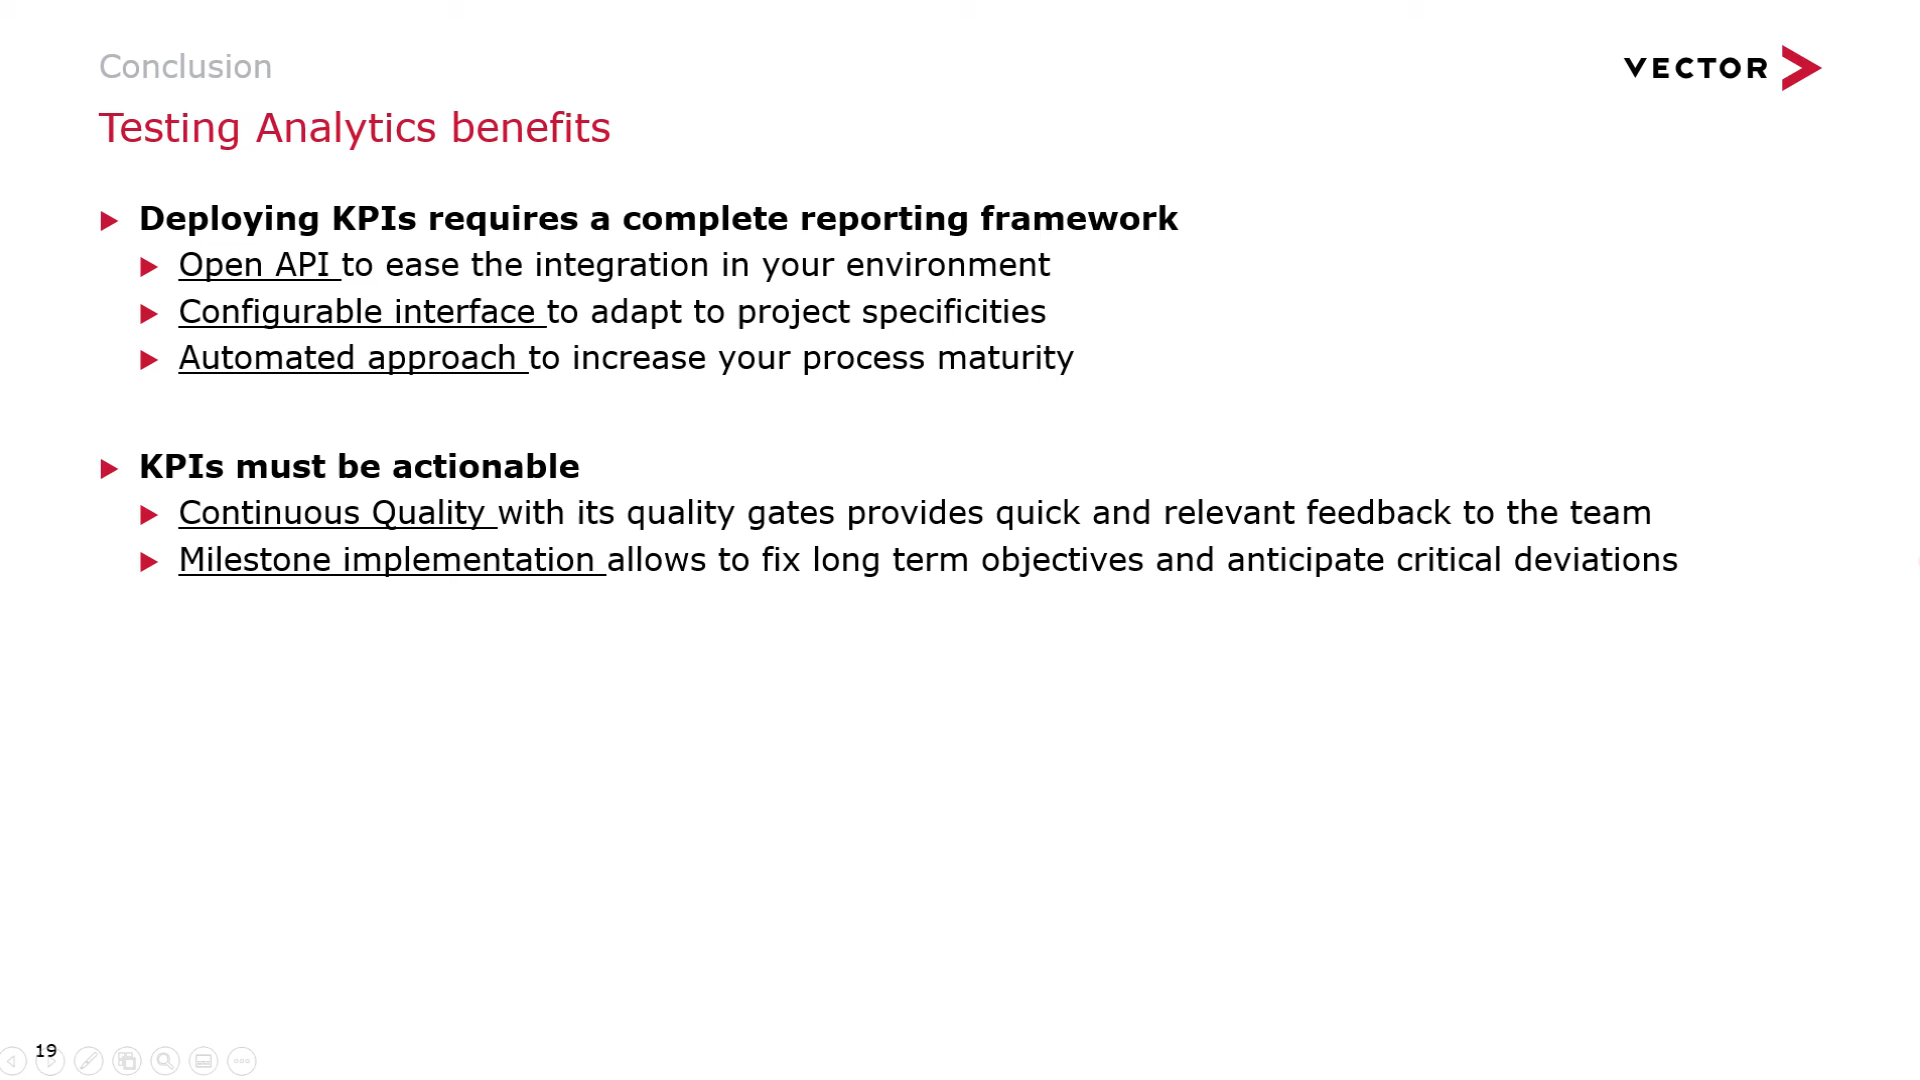 Conclusion
VECTOR
Testing Analytics benefits
Deploying KPIs requires a complete reporting framework
Open API to ease the integration in your environment
Configurable interface to adapt to project specificities
Automated approach to increase your process maturity
KPIs must be actionable
Continuous Quality with its quality gates provides quick and relevant feedback to the team
Milestone implementation allows to fix long term objectives and anticipate critical deviations
19